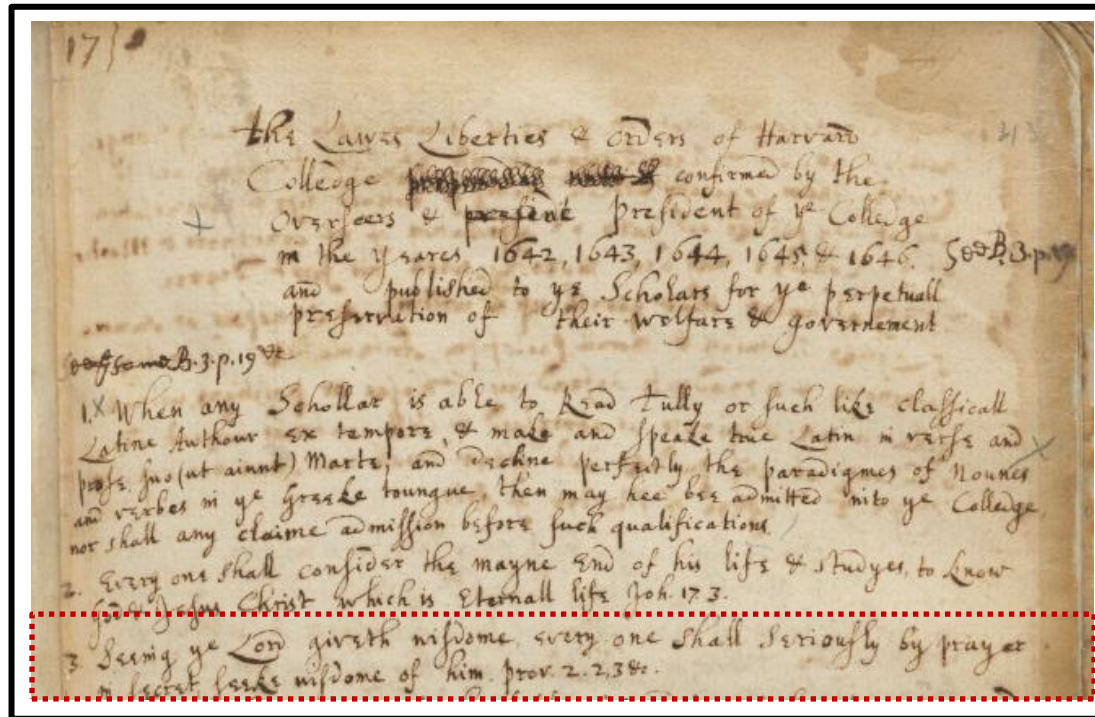 17
the Lawes Liberties & Orders of Harvard
Colledge confirmed by the
Overseers & president President of ye Colledge
in the yeares 1642, 1643, 1644, 1645, & 1646. See B.3.p.19
and published to ye Scholars for ye perpetuall
preservation of their welfare & governement
B.3.p.19 &c
1. X When any Schollar is able to Read Tully or such like classicall
Latine Authour ex tempore, & make and speake true Latin in verse and
prose suo (ut aiunt) Marte, and decline perfectly the paradigmes of Nounes
and verbes in ye Greeke toungue, then may hee bee admitted into ye Colledge,
nor shall any claime admission before such qualifications.
2. Every one shall consider the mayne End of his life & studyes, to know
God & Jesus Christ which is Eternall life Joh. 17.3.
3. Seeing ye Lord giveth wisdome, every one shall seriously by prayer
in secret, seeke wisdome of him. prov. 2.2,3 &c.